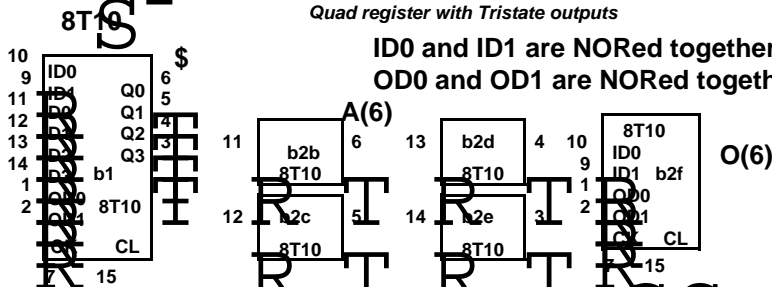 Quad register with Tristate outputs
8T10
S
$
ID0 and ID1 are NORed together
OD0 and OD1 are NORed togeth
10
9
11
12
13
14
1
2
ID0
ID1
D0
D1
D2
D3
OD0
OD1
CK
Q0
Q1
Q2
Q3
b1
8T10
CL
6
5
4
3
7
15
A(6)
11
b2b
8T10
6
R
T
13
b2d
8T10
4
R
T
12
b2c
8T10
5
R
T
14
b2e
8T10
3
R
T
10
9
1
2
8T10
ID0
ID1
b2f
OD0
OD1
CK
CL
7
15
O(6)